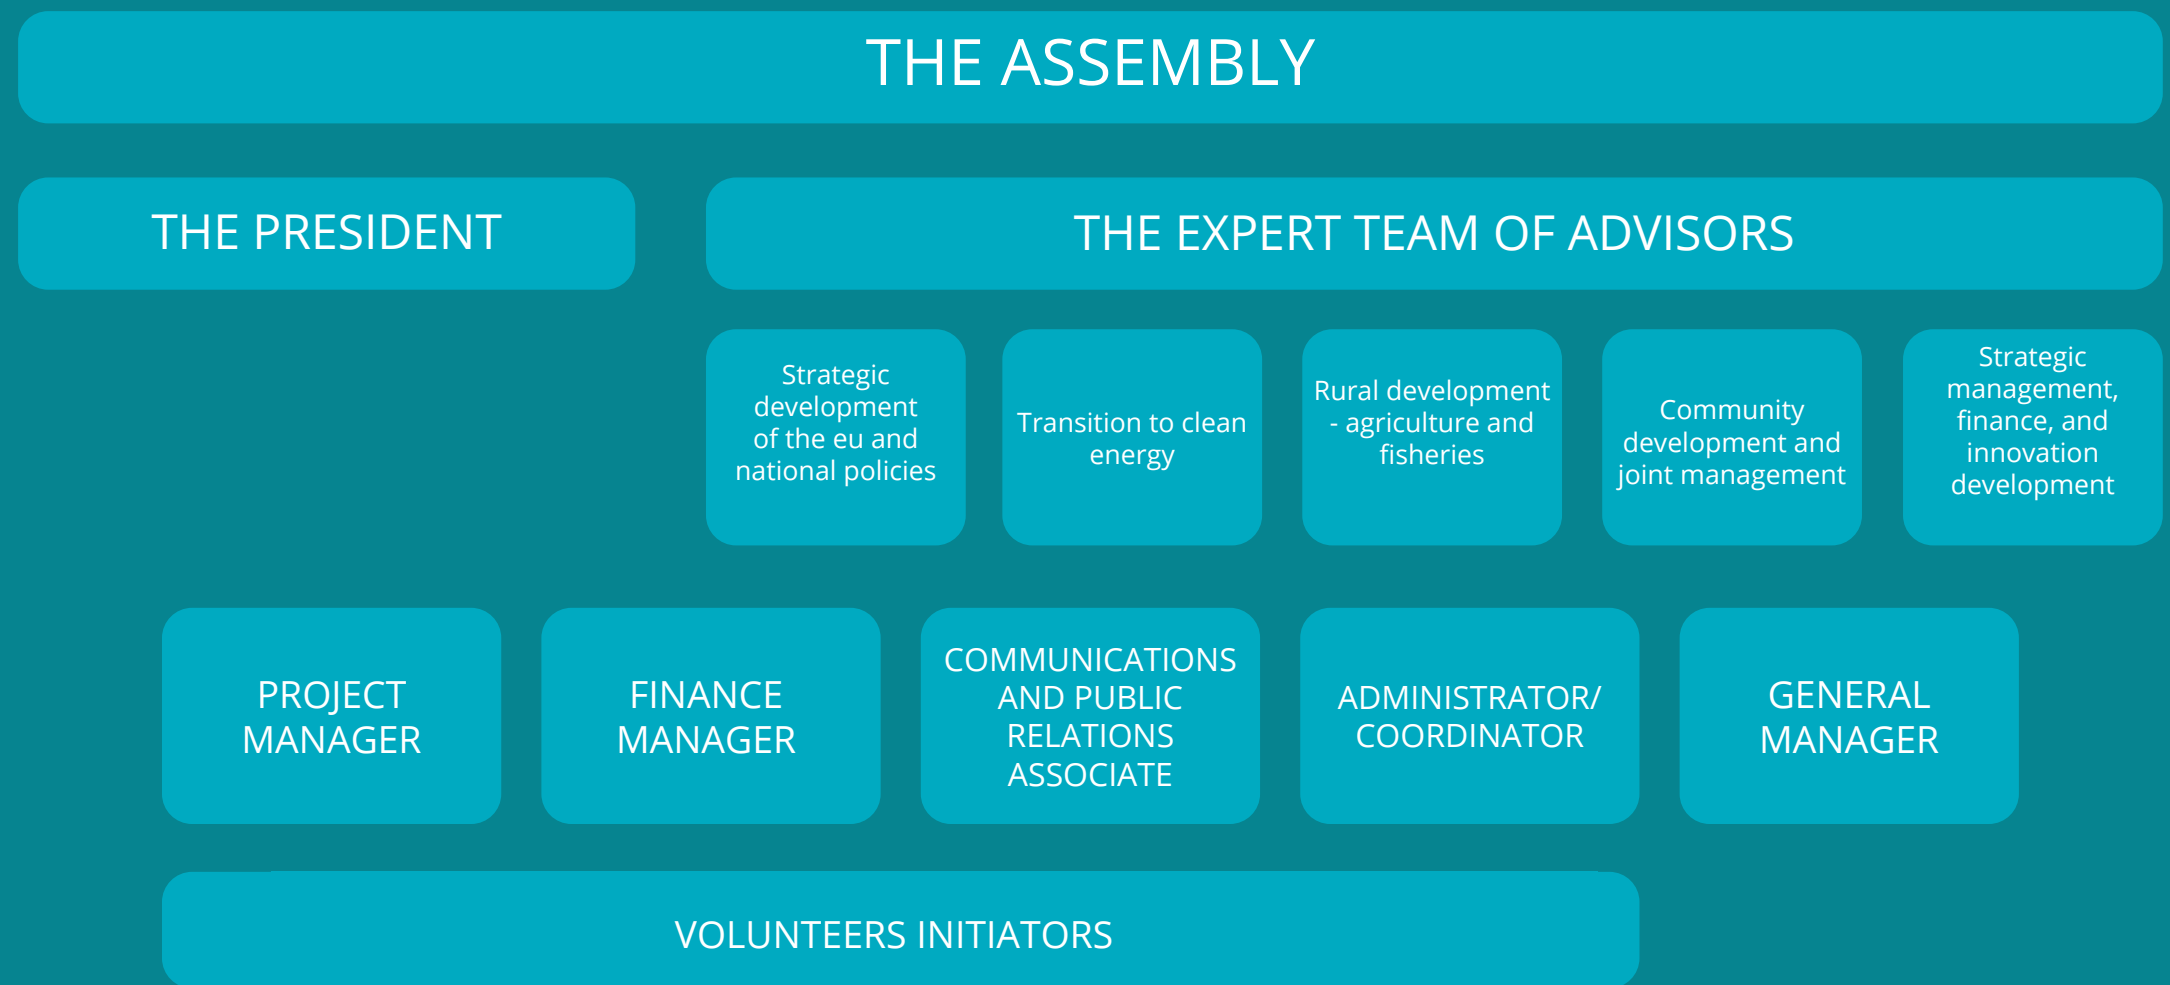 THE ASSEMBLY
THE PRESIDENT
THE EXPERT TEAM OF ADVISORS
Strategic
development
of the eu and
national policies
Transition to clean
energy
Rural development
- agriculture and
fisheries
Community
development and
joint management
Strategic
management,
finance, and
innovation
development
PROJECT
MANAGER
FINANCE
MANAGER
COMMUNICATIONS
AND PUBLIC
RELATIONS
ASSOCIATE
ADMINISTRATOR/
COORDINATOR
GENERAL
MANAGER
VOLUNTEERS INITIATORS